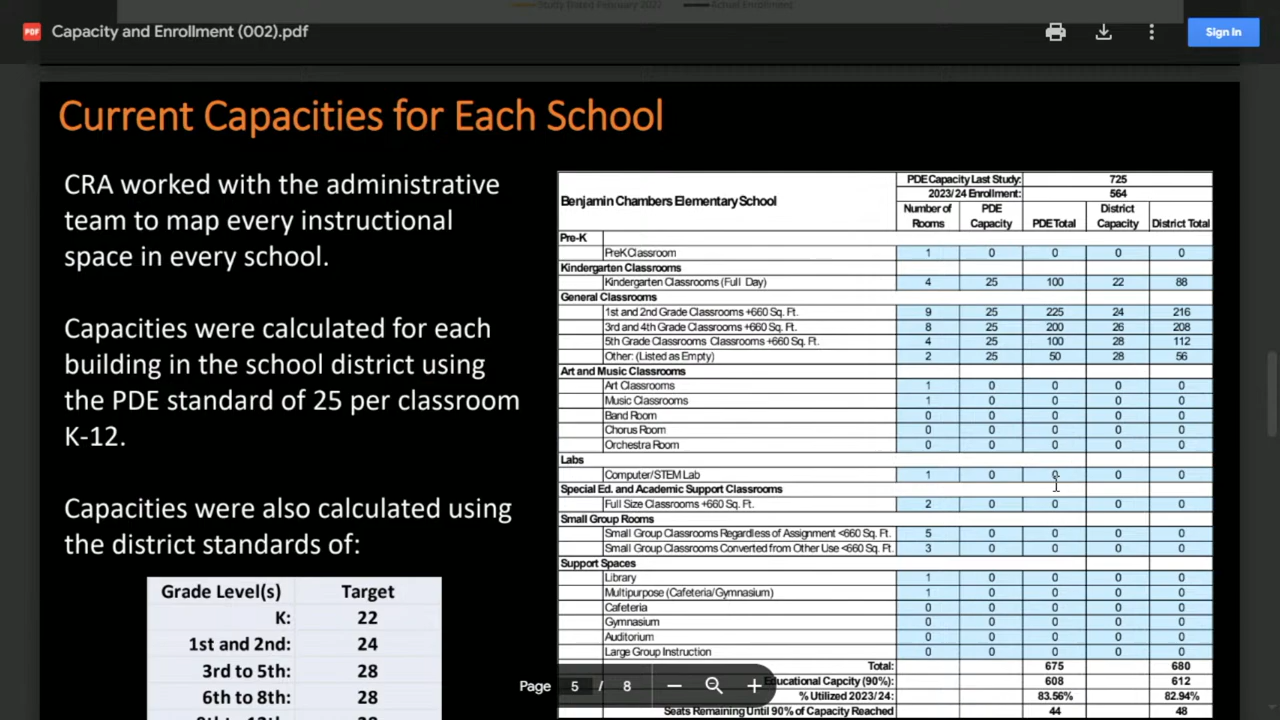 Study Dated February 2022 Actual Enrollment
PDF Capacity and Enrollment (002).pdf Sign In
Current Capacities for Each School
CRA worked with the administrative
team to map every instructional
space in every school.
Capacities were calculated for each
building in the school district using
the PDE standard of 25 per classroom
K-12.
Capacities were also calculated using
the district standards of:
Grade Level(s) Target
K: 22
1st and 2nd: 24
3rd to 5th: 28
6th to 8th: 28
Benjamin Chambers Elementary School
PDE Capacity Last Study: 725
2023/24 Enrollment: 564
Number of Rooms PDE Capacity PDE Total District Capacity District Total
Pre-K
PreK Classroom 1 0 0 0 0
Kindergarten Classrooms
Kindergarten Classrooms (Full Day) 4 25 100 22 88
General Classrooms
1st and 2nd Grade Classrooms +660 Sq. Ft. 9 25 225 24 216
3rd and 4th Grade Classrooms +660 Sq. Ft. 8 25 200 26 208
5th Grade Classrooms Classrooms +660 Sq. Ft. 4 25 100 28 112
Other: (Listed as Empty) 2 25 50 28 56
Art and Music Classrooms
Art Classrooms 1 0 0 0 0
Music Classrooms 1 0 0 0 0
Band Room 0 0 0 0 0
Chorus Room 0 0 0 0 0
Orchestra Room 0 0 0 0 0
Labs
Computer/STEM Lab 1 0 0 0 0
Special Ed. and Academic Support Classrooms
Full Size Classrooms +660 Sq. Ft. 2 0 0 0 0
Small Group Rooms
Small Group Classrooms Regardless of Assignment <660 Sq. Ft. 5 0 0 0 0
Small Group Classrooms Converted from Other Use <660 Sq. Ft. 3 0 0 0 0
Support Spaces
Library 1 0 0 0 0
Multipurpose (Cafeteria/Gymnasium) 1 0 0 0 0
Cafeteria 0 0 0 0 0
Gymnasium 0 0 0 0 0
Auditorium 0 0 0 0 0
Large Group Instruction 0 0 0 0 0
Total: 675 680
Educational Capcity (90%): 608 612
% Utilized 2023/24: 83.56% 82.94%
Seats Remaining Until 90% of Capacity Reached 44 48
Page 5 / 8